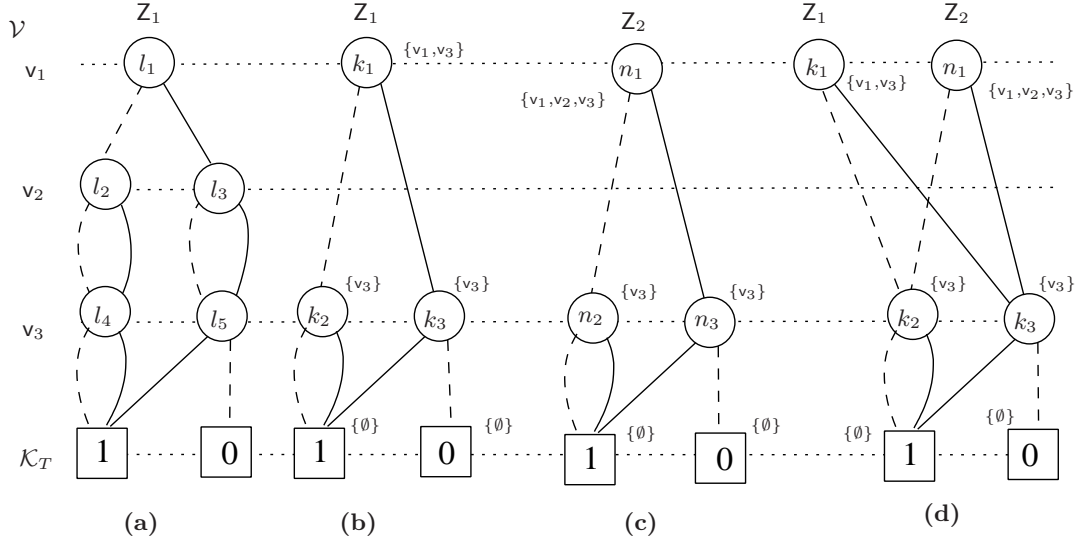 𝒱 Z₁ Z₁ Z₂ Z₁ Z₂
v₁ l₁ k₁ {v₁,v₃} n₁ {v₁,v₂,v₃} k₁ {v₁,v₃} n₁ {v₁,v₂,v₃}
v₂ l₂ l₃
v₃ l₄ l₅ k₂ {v₃} k₃ {v₃} n₂ {v₃} n₃ {v₃} k₂ {v₃} k₃ {v₃}
𝒦_T 1 0 1 {∅} 0 {∅} 1 {∅} 0 {∅} {∅} 1 {∅} 0
(a) (b) (c) (d)